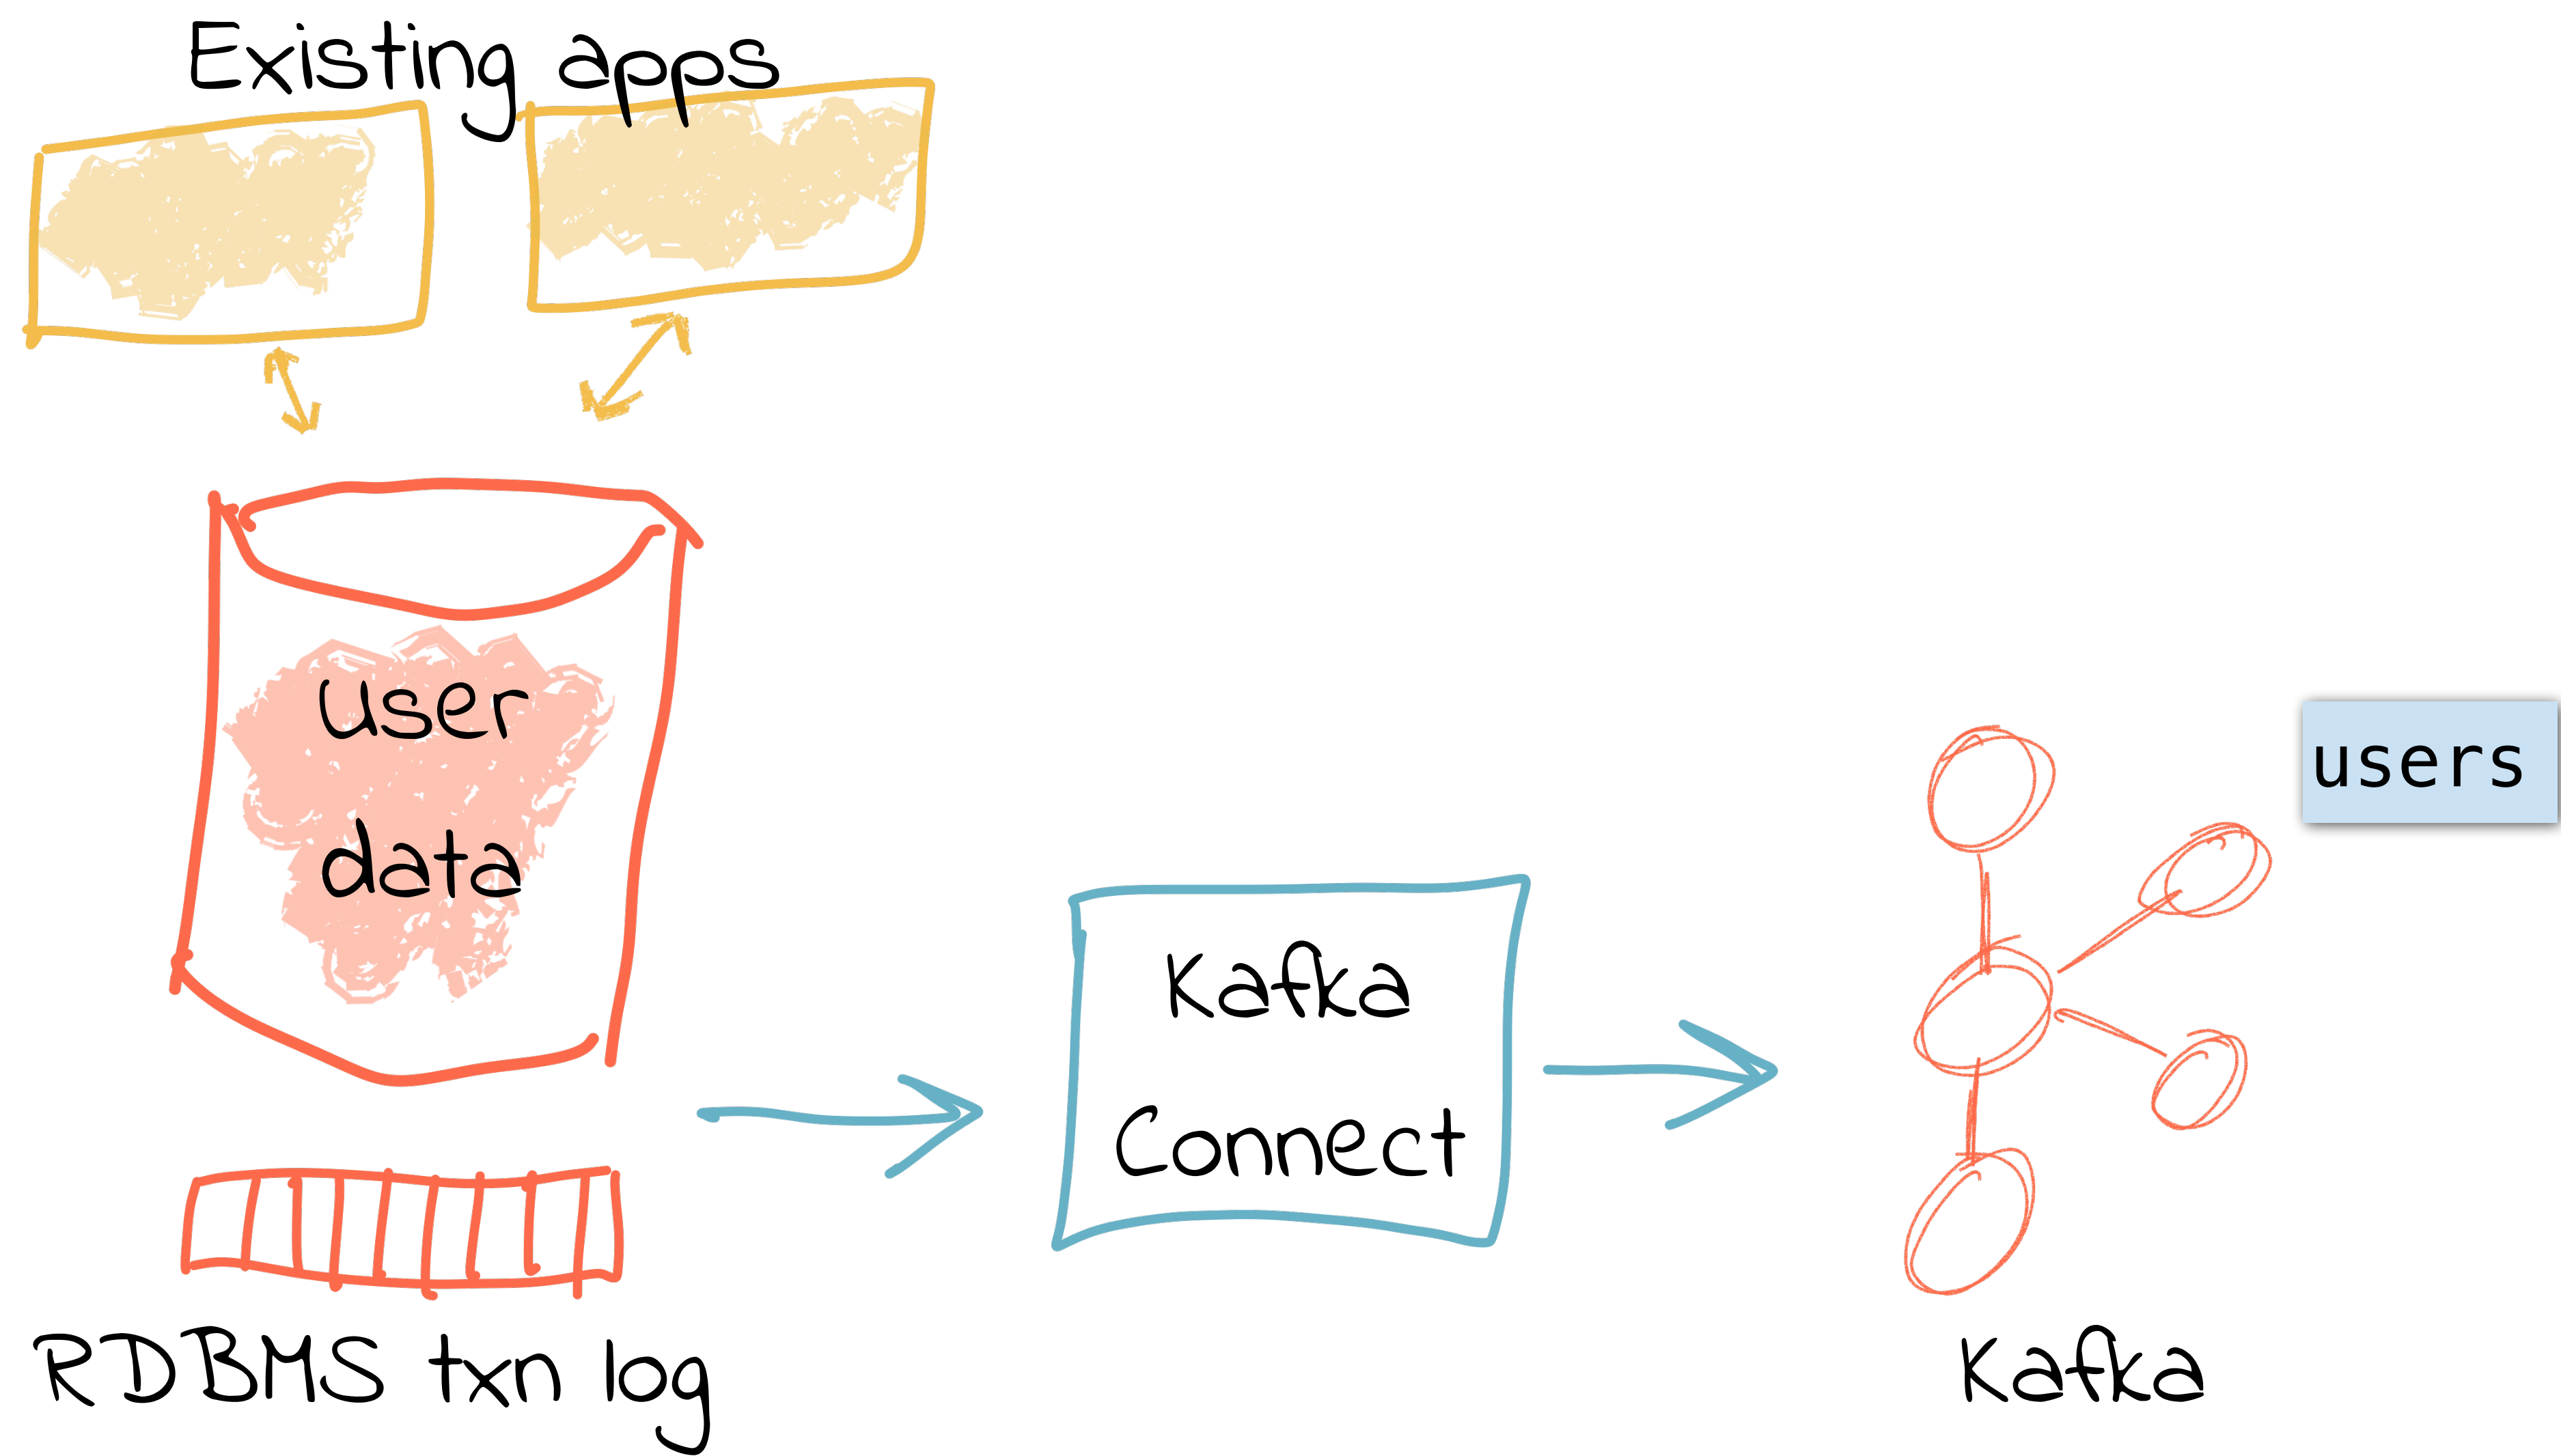 Existing apps
user
data
users
Kafka
Connect
RDBMS txn log
Kafka